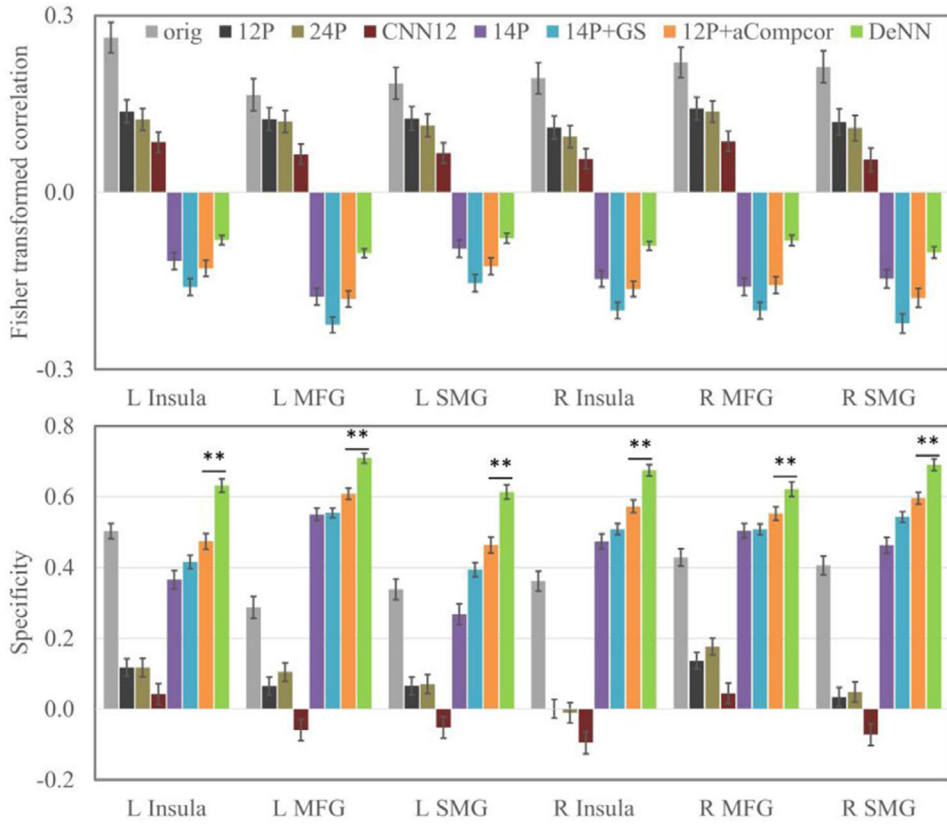 0.3
orig 12P 24P CNN12 14P 14P+GS 12P+aCompcor DeNN
Fisher transformed correlation
0.0
-0.3
L Insula L MFG L SMG R Insula R MFG R SMG
0.8
** ** ** ** ** **
0.6
Specificity
0.4
0.2
0.0
-0.2
L Insula L MFG L SMG R Insula R MFG R SMG